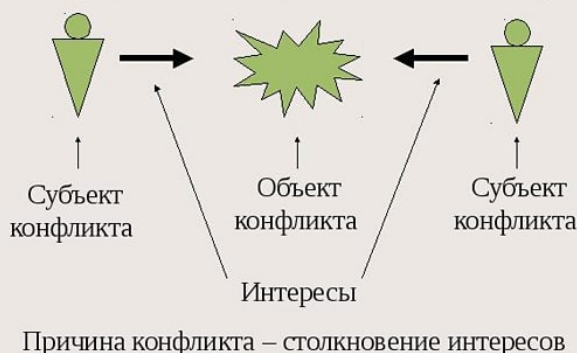 Субъект
конфликта
Объект
конфликта
Субъект
конфликта
Интересы
Причина конфликта – столкновение интересов